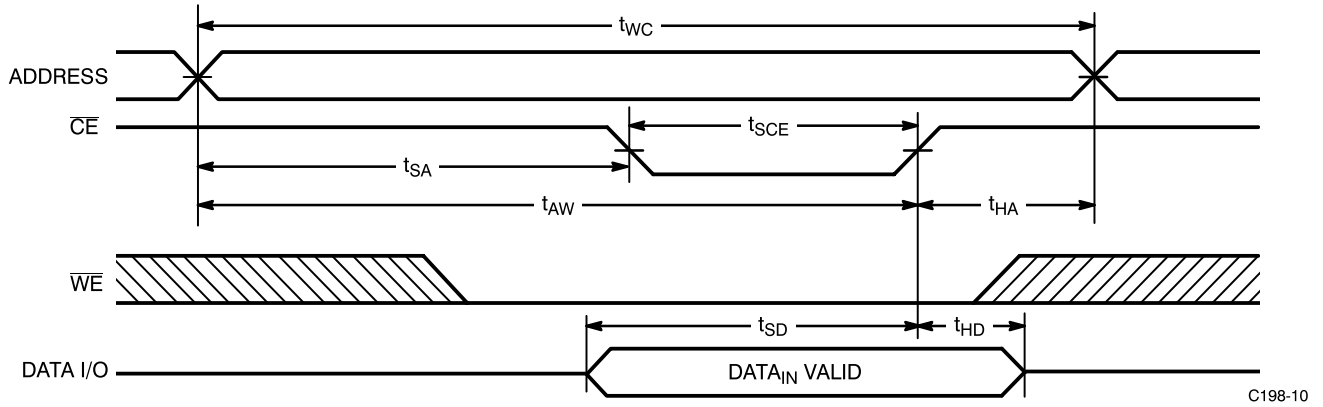 tWC
ADDRESS
CE
tSCE
tSA
tAW
tHA
WE
tSD
tHD
DATA I/O
DATAIN VALID
C198-10